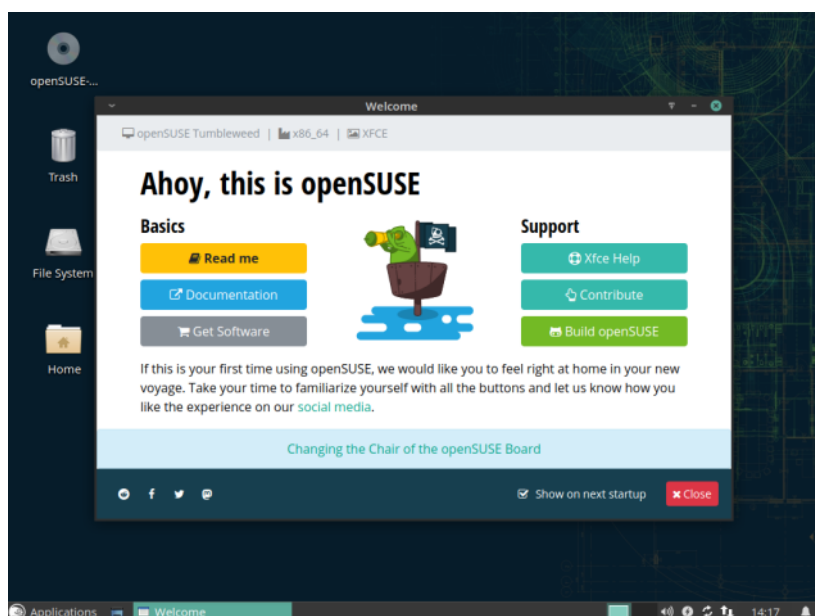 openSUSE-...
Trash
File System
Home
Welcome
openSUSE Tumbleweed | x86_64 | XFCE
Ahoy, this is openSUSE
Basics
Read me
Documentation
Get Software
Support
Xfce Help
Contribute
Build openSUSE
If this is your first time using openSUSE, we would like you to feel right at home in your new
voyage. Take your time to familiarize yourself with all the buttons and let us know how you
like the experience on our social media.
Changing the Chair of the openSUSE Board
Show on next startup
Close
Applications
Welcome
14:17